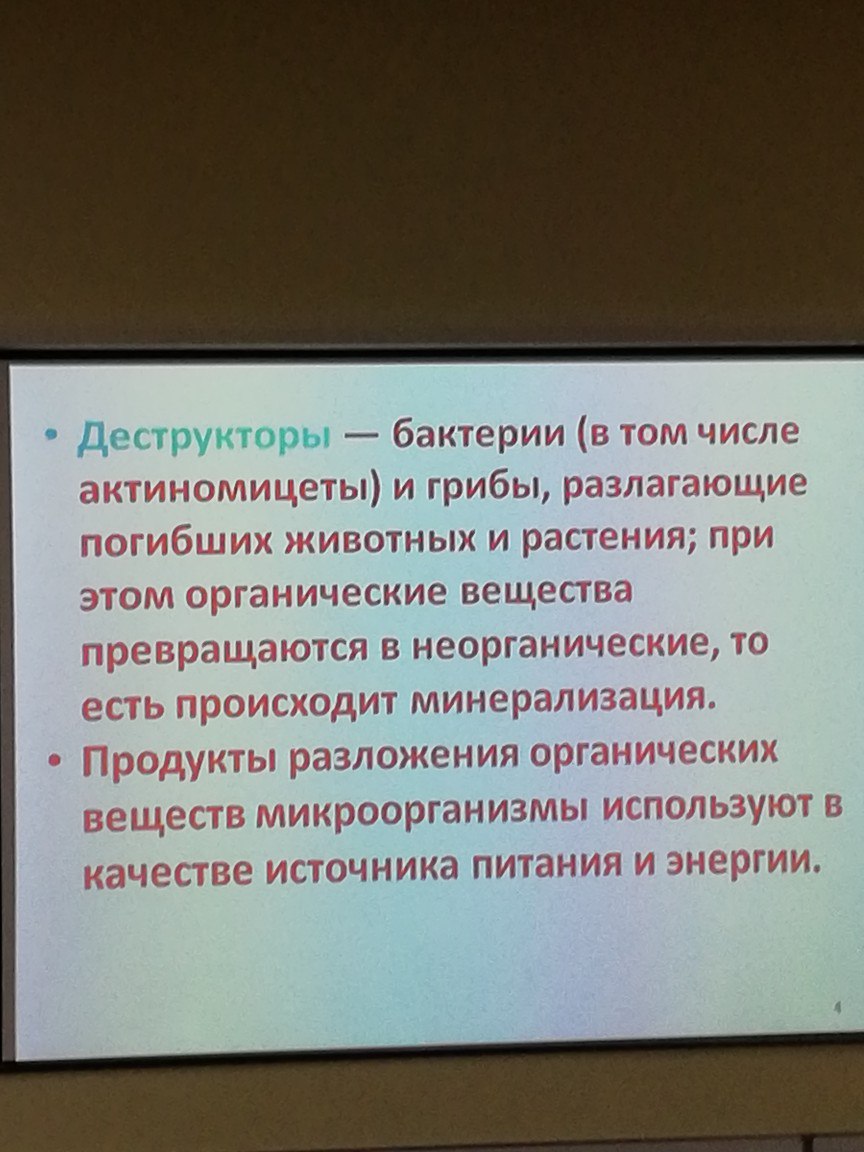 • Деструкторы — бактерии (в том числе
актиномицеты) и грибы, разлагающие
погибших животных и растения; при
этом органические вещества
превращаются в неорганические, то
есть происходит минерализация.
• Продукты разложения органических
веществ микроорганизмы используют в
качестве источника питания и энергии.
4